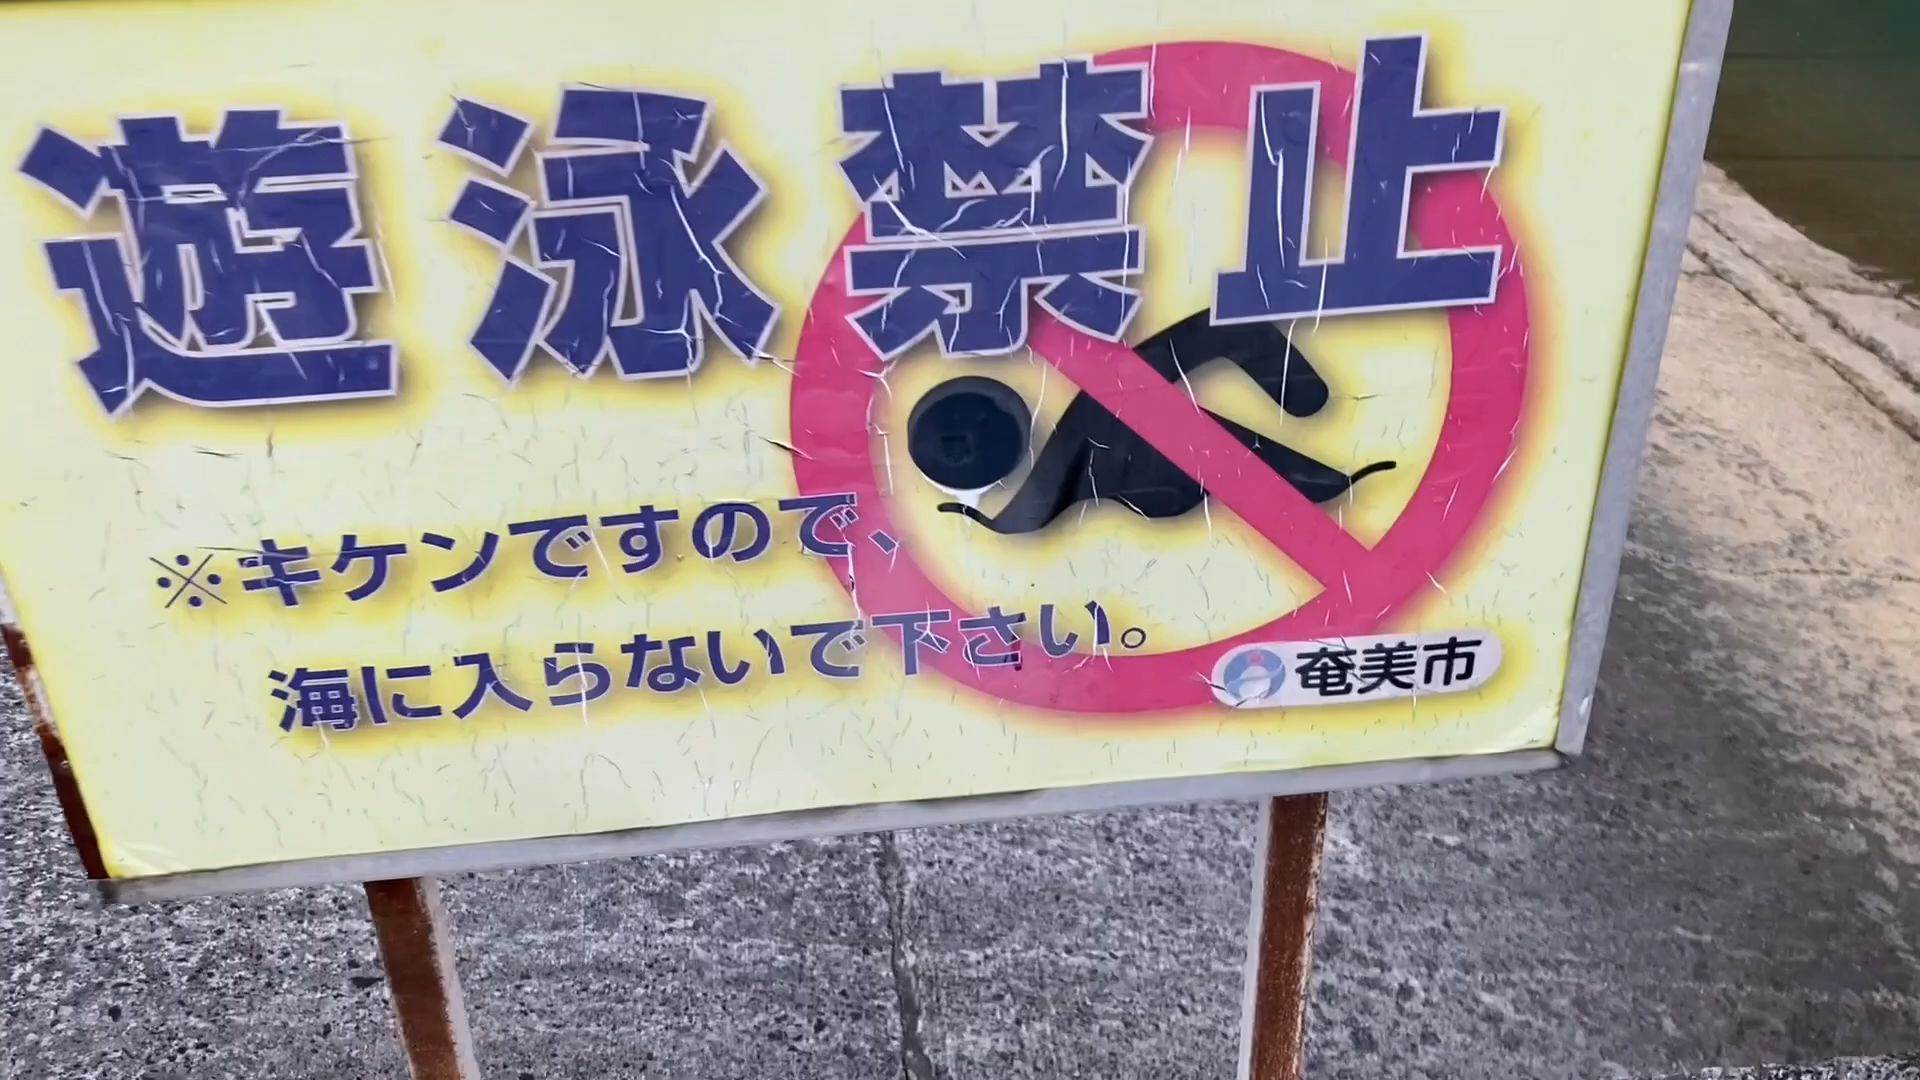 遊泳禁止
※キケンですので、
海に入らないで下さい。
奄美市